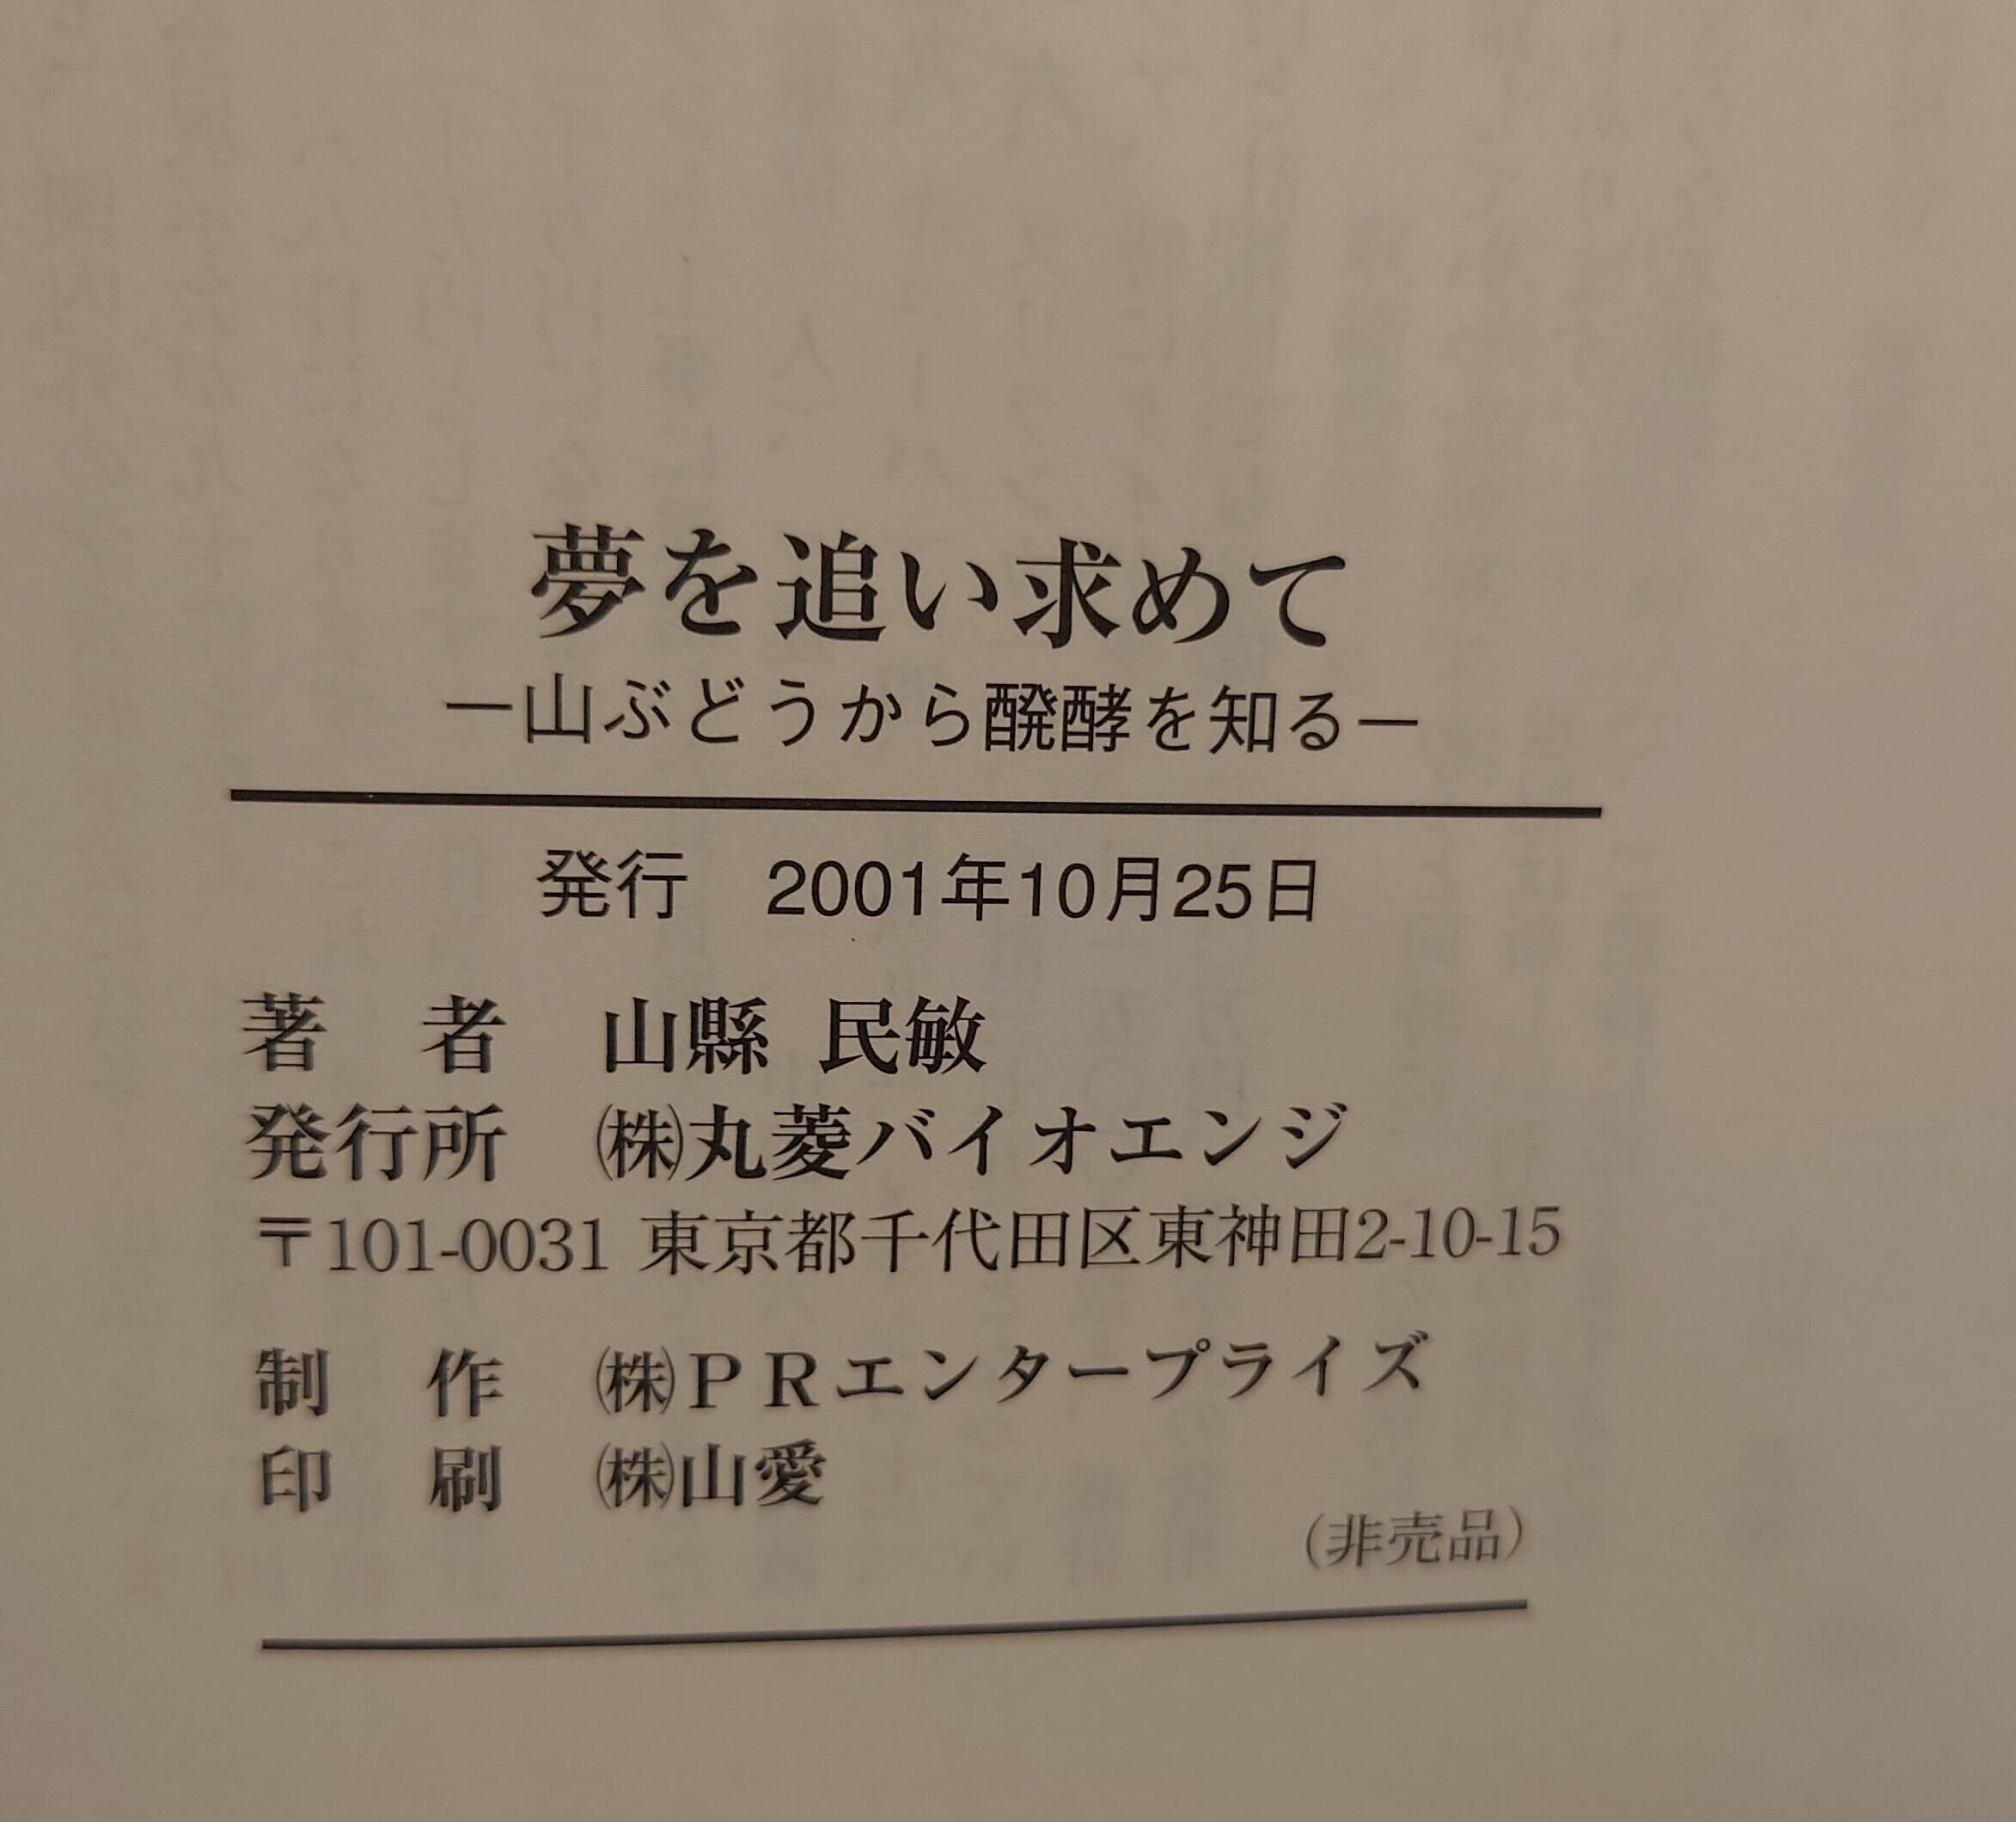 夢を追い求めて
―山ぶどうから醗酵を知る―
発行　2001年10月25日
著　者　山縣 民敏
発行所　㈱丸菱バイオエンジ
〒101-0031 東京都千代田区東神田2-10-15
制　作　㈱ＰＲエンタープライズ
印　刷　㈱山愛
（非売品）